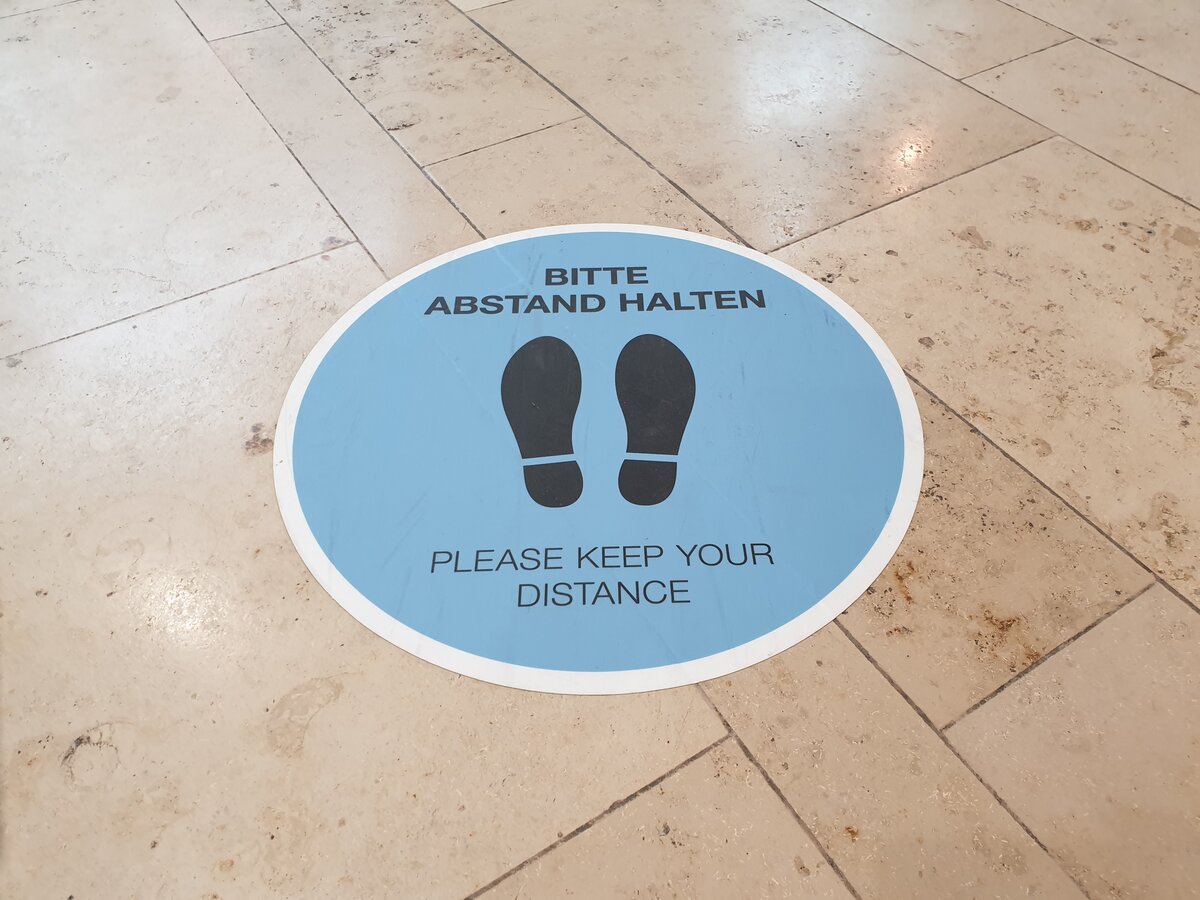 BITTE
ABSTAND HALTEN
PLEASE KEEP YOUR
DISTANCE